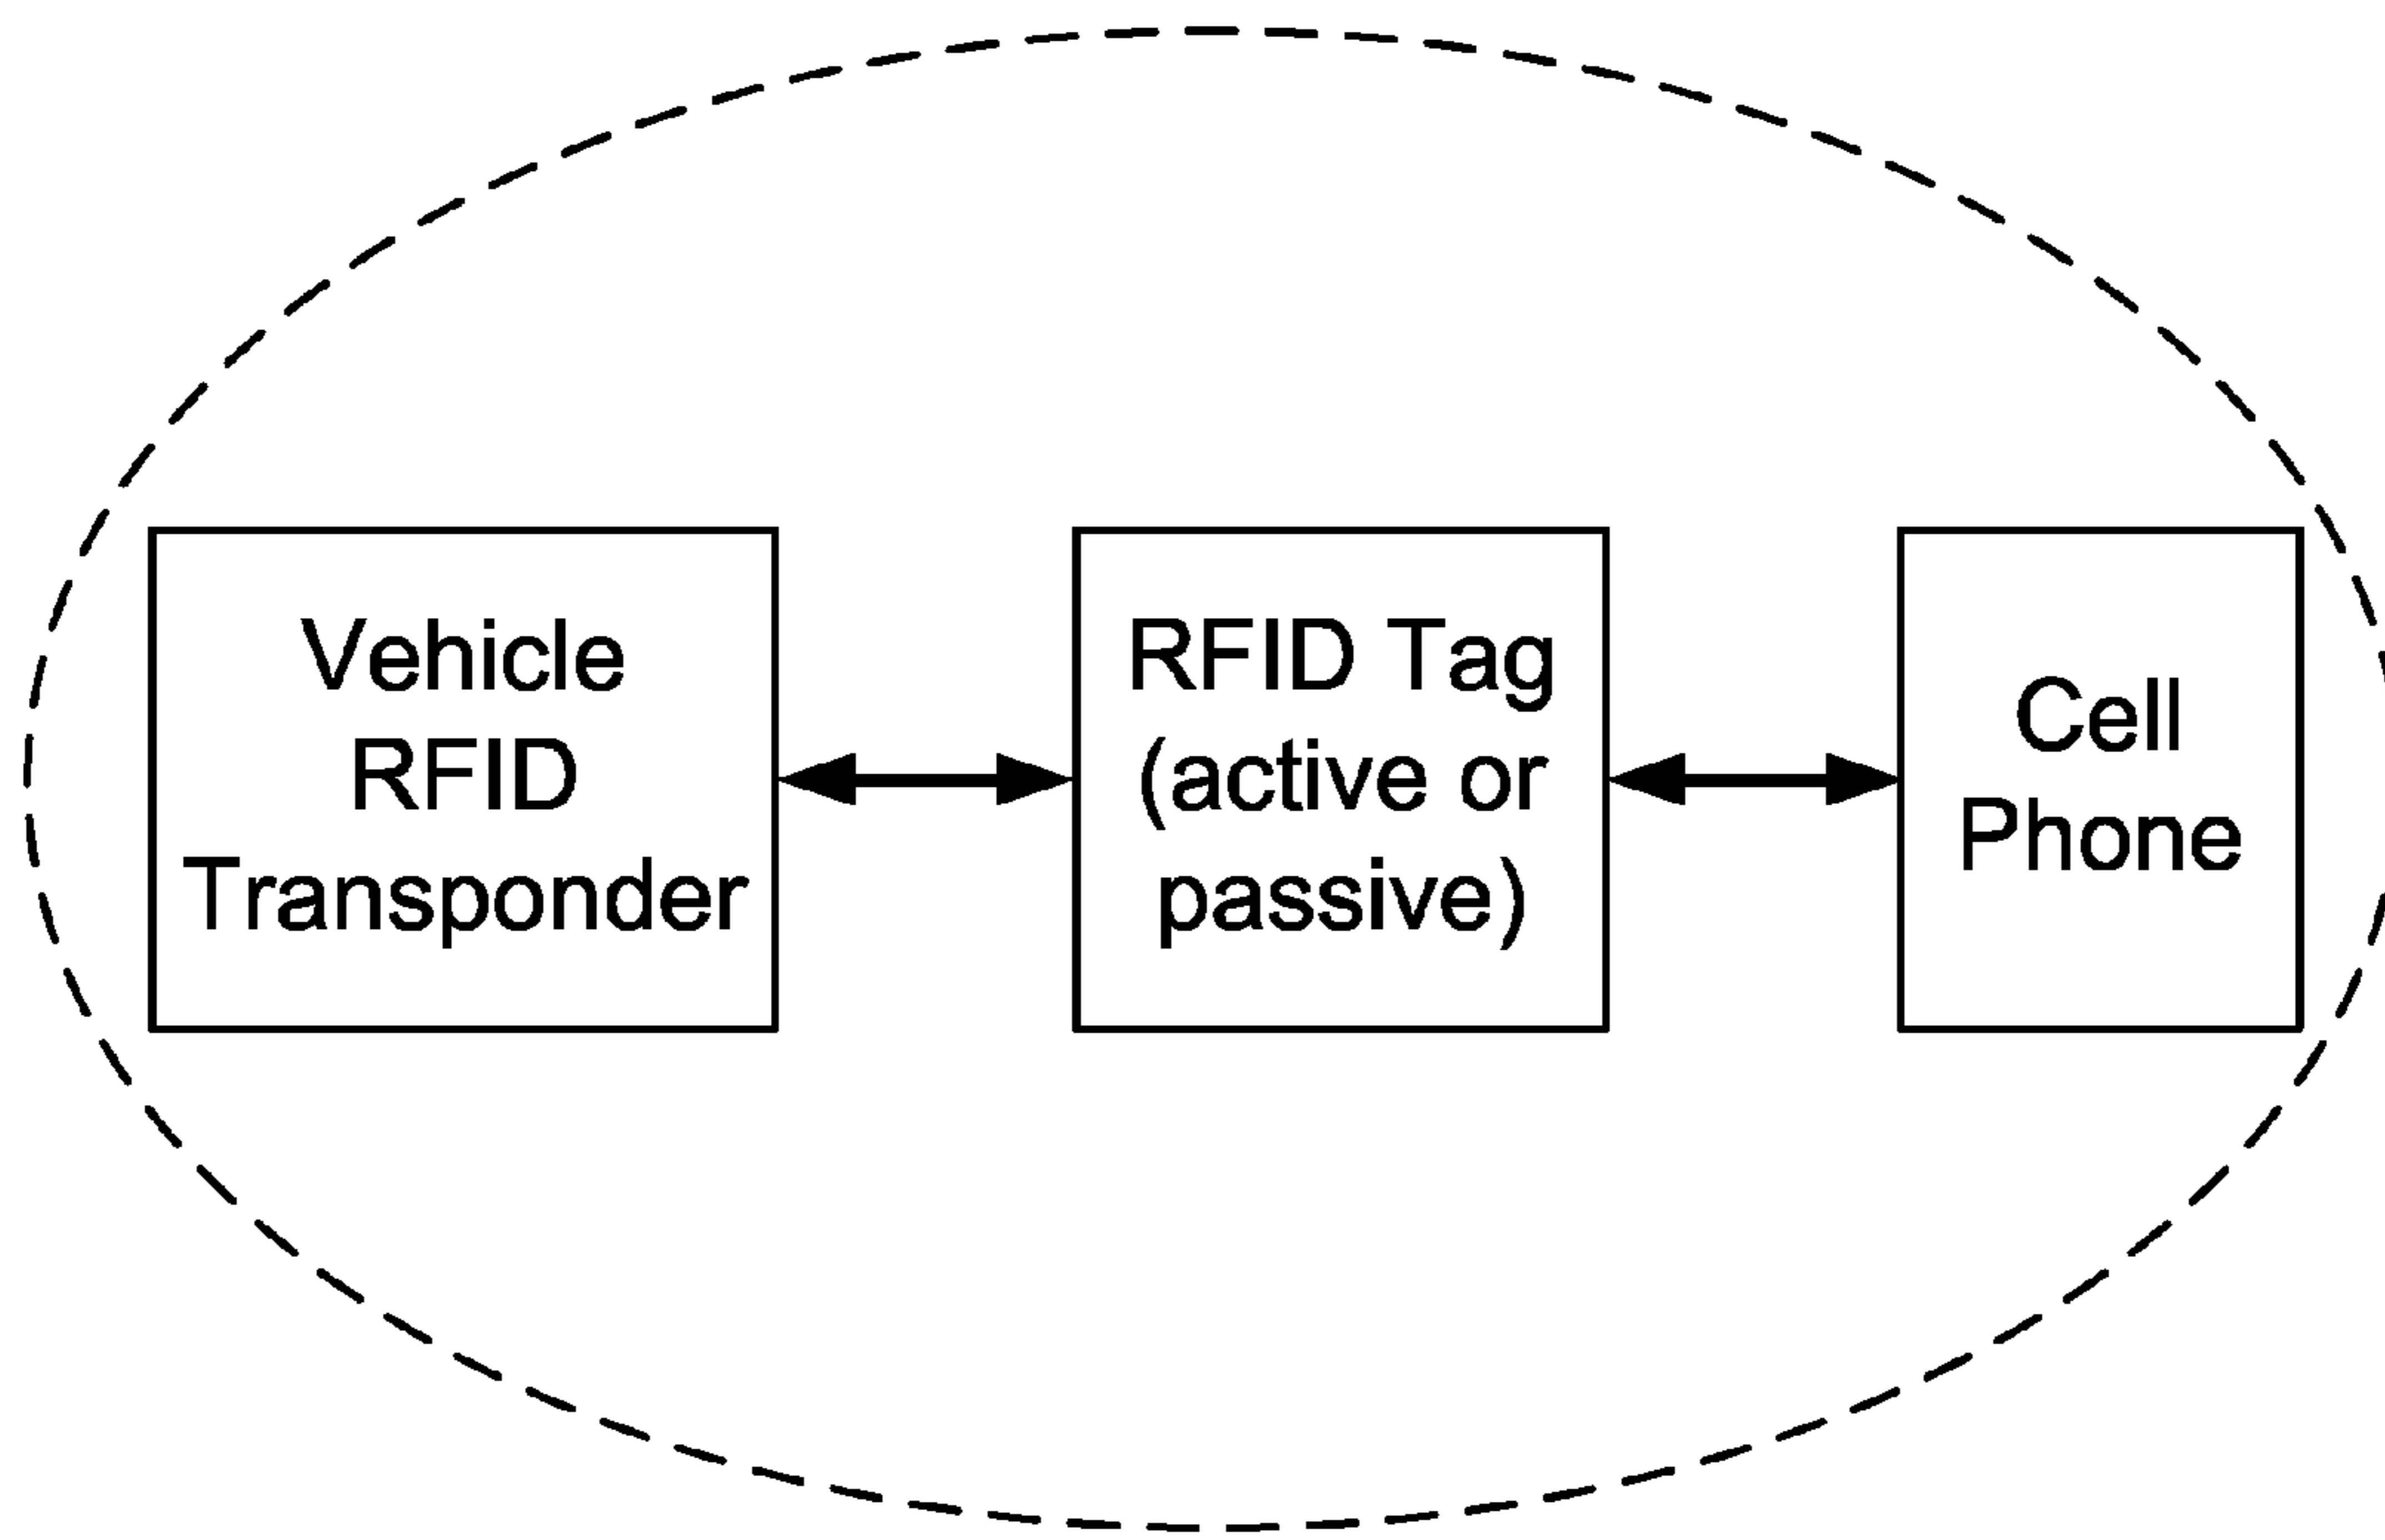 Vehicle
RFID
Transponder
RFID Tag
(active or
passive)
Cell
Phone